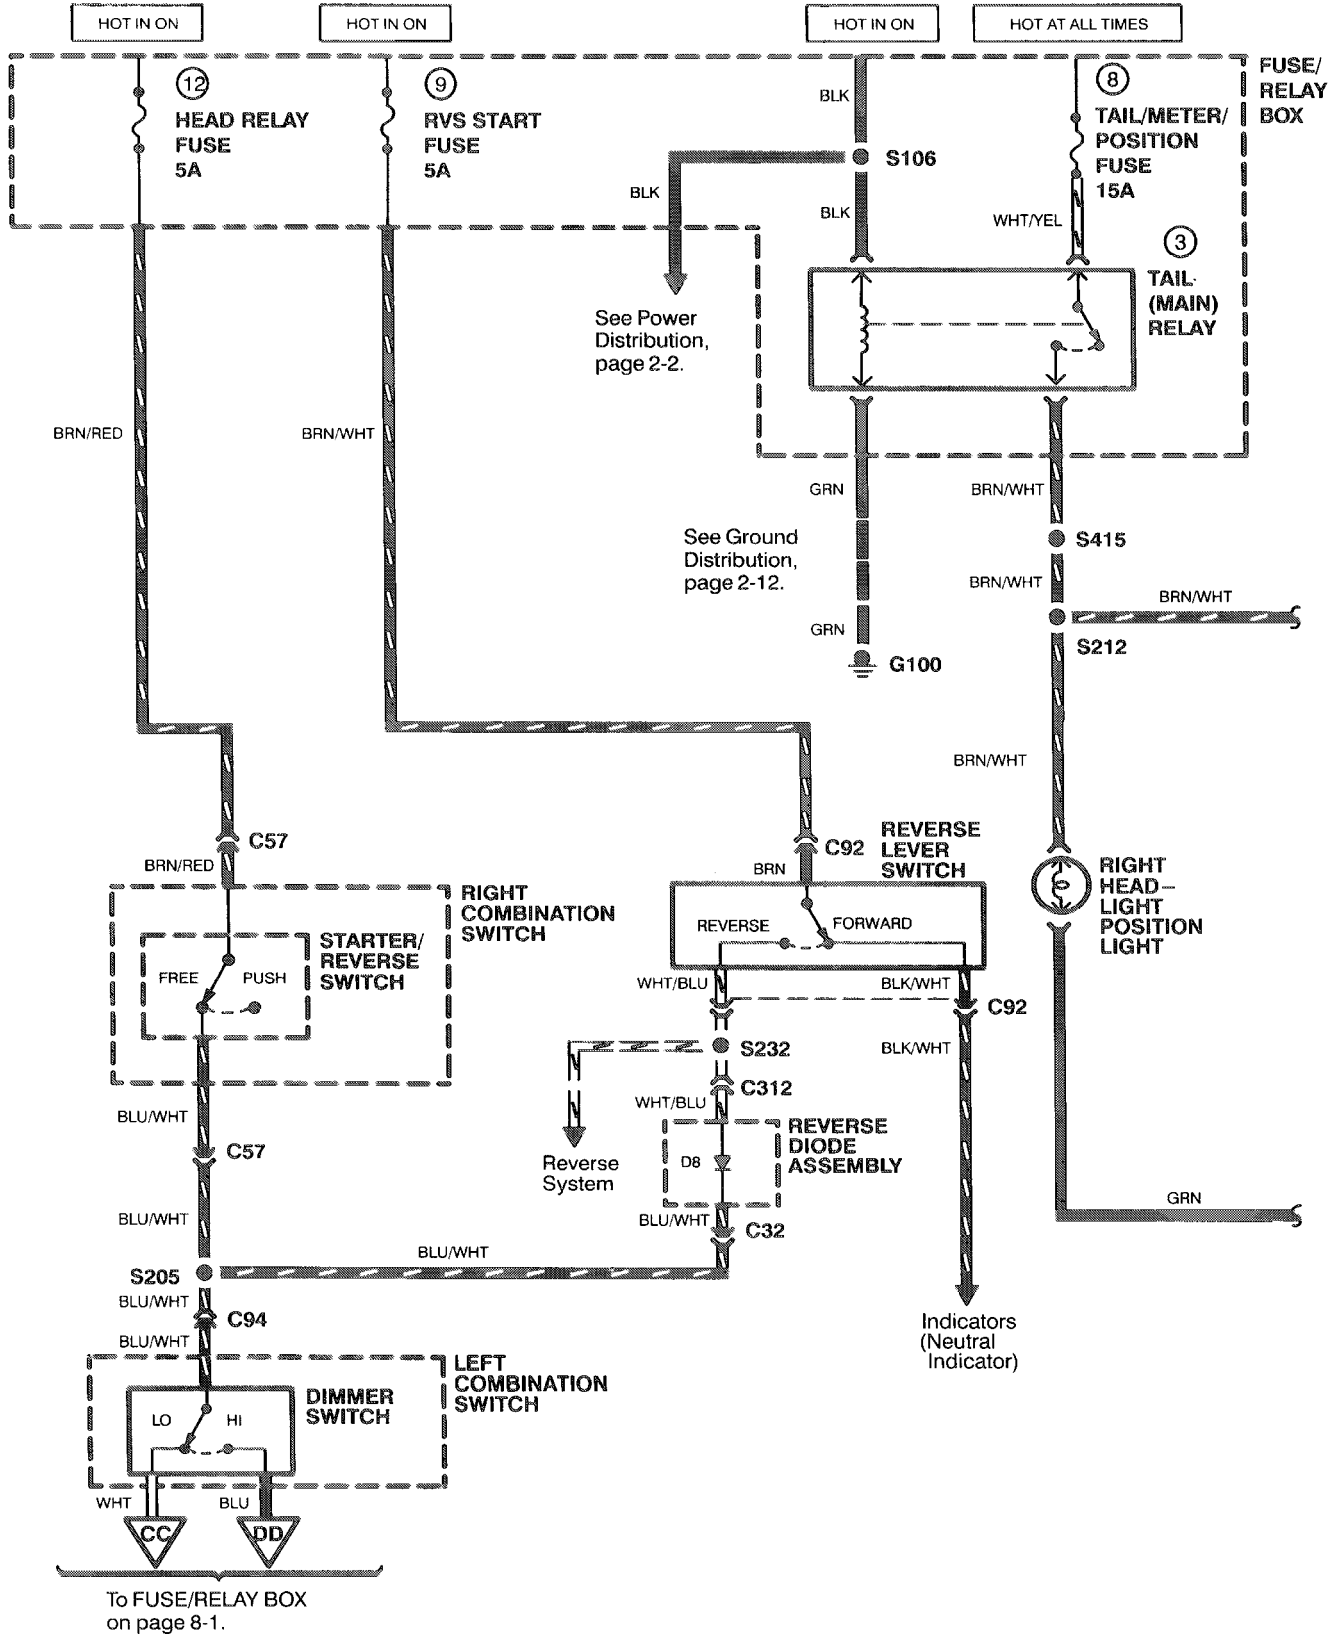 HOT IN ON
HOT IN ON
HOT IN ON
HOT AT ALL TIMES
12
HEAD RELAY
FUSE
5A
9
RVS START
FUSE
5A
BLK
S106
BLK
BLK
8
TAIL/METER/
POSITION
FUSE
15A
WHT/YEL
FUSE/
RELAY
BOX
3
TAIL
(MAIN)
RELAY
See Power
Distribution,
page 2-2.
BRN/RED
BRN/WHT
GRN
BRN/WHT
See Ground
Distribution,
page 2-12.
S415
BRN/WHT
BRN/WHT
S212
GRN
G100
BRN/WHT
C57
BRN/RED
C92
BRN
REVERSE
LEVER
SWITCH
RIGHT
HEAD–
LIGHT
POSITION
LIGHT
RIGHT
COMBINATION
SWITCH
STARTER/
REVERSE
SWITCH
FREE
PUSH
REVERSE
FORWARD
WHT/BLU
BLK/WHT
C92
S232
BLK/WHT
C312
WHT/BLU
REVERSE
DIODE
ASSEMBLY
D8
Reverse
System
BLU/WHT
C57
BLU/WHT
BLU/WHT
C32
GRN
BLU/WHT
S205
BLU/WHT
C94
BLU/WHT
Indicators
(Neutral
Indicator)
LEFT
COMBINATION
SWITCH
DIMMER
SWITCH
LO
HI
WHT
BLU
CC
DD
To FUSE/RELAY BOX
on page 8-1.